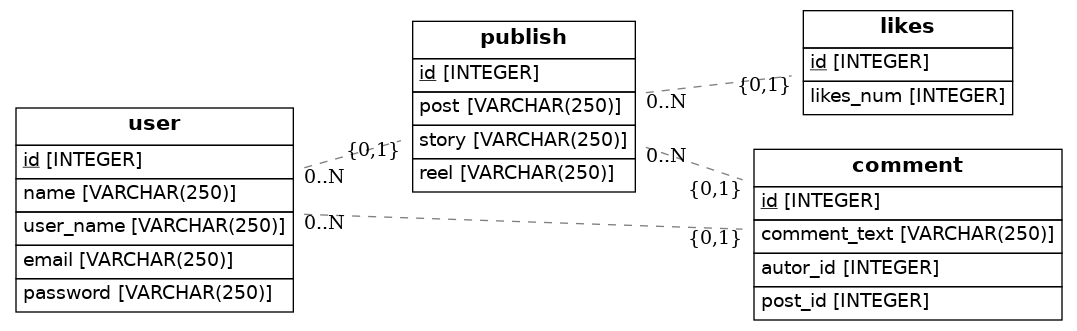 user
id [INTEGER]
name [VARCHAR(250)]
user_name [VARCHAR(250)]
email [VARCHAR(250)]
password [VARCHAR(250)]
{0,1}
0..N
0..N
publish
id [INTEGER]
post [VARCHAR(250)]
story [VARCHAR(250)]
reel [VARCHAR(250)]
{0,1}
0..N
0..N
{0,1}
{0,1}
likes
id [INTEGER]
likes_num [INTEGER]
comment
id [INTEGER]
comment_text [VARCHAR(250)]
autor_id [INTEGER]
post_id [INTEGER]